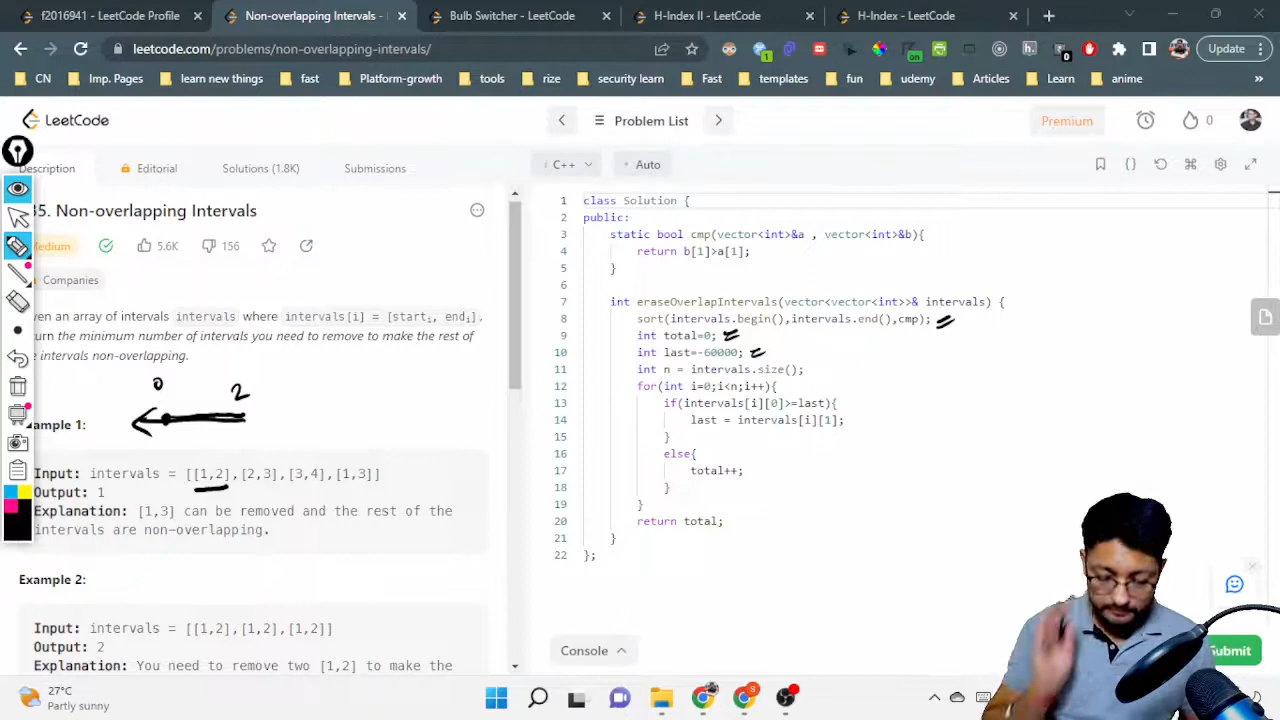 f2016941 - LeetCode Profile
Non-overlapping Intervals -
Bulb Switcher - LeetCode
H-Index II - LeetCode
H-Index - LeetCode
leetcode.com/problems/non-overlapping-intervals/
1
on
0
Update
CN
Imp. Pages
learn new things
fast
Platform-growth
tools
rise
security learn
Fast
templates
fun
udemy
Articles
Learn
anime
»
LeetCode
Problem List
Premium
0
Description
Editorial
Solutions (1.8K)
Submissions
i C++
Auto
35. Non-overlapping Intervals
Medium
5.6K
156
Companies
ven an array of intervals intervals where intervals[i] = [starti, endi].
turn the minimum number of intervals you need to remove to make the rest of
e intervals non-overlapping.
0
2
ample 1:
Input: intervals = [[1,2],[2,3],[3,4],[1,3]]
Output: 1
Explanation: [1,3] can be removed and the rest of the
intervals are non-overlapping.
Example 2:
Input: intervals = [[1,2],[1,2],[1,2]]
Output: 2
Explanation: You need to remove two [1,2] to make the
1 class Solution {
2 public:
3 static bool cmp(vector<int>&a , vector<int>&b){
4 return b[1]>a[1];
5 }
6
7 int eraseOverlapIntervals(vector<vector<int>>& intervals) {
8 sort(intervals.begin(),intervals.end(),cmp);
9 int total=0;
10 int last=-60000;
11 int n = intervals.size();
12 for(int i=0;i<n;i++){
13 if(intervals[i][0]>=last){
14 last = intervals[i][1];
15 }
16 else{
17 total++;
18 }
19 }
20 return total;
21 }
22 };
Console
Submit
27°C
Partly sunny